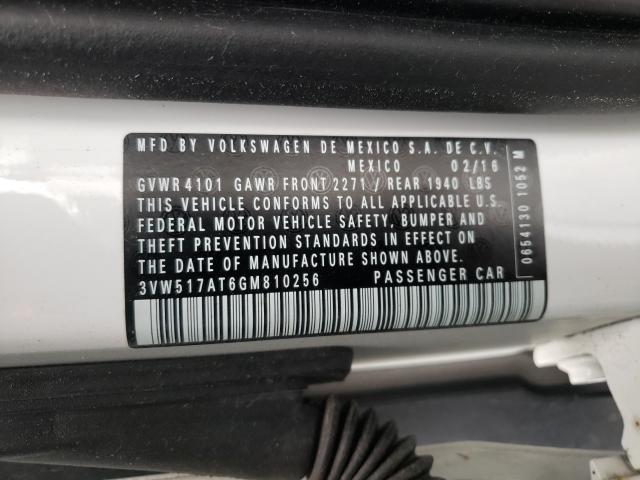 MFD BY VOLKSWAGEN DE MEXICO S.A. DE C.V.
MEXICO 02/16
GVWR 4101 GAWR FRONT 2271 / REAR 1940 LBS
THIS VEHICLE CONFORMS TO ALL APPLICABLE U.S.
FEDERAL MOTOR VEHICLE SAFETY, BUMPER AND
THEFT PREVENTION STANDARDS IN EFFECT ON
THE DATE OF MANUFACTURE SHOWN ABOVE.
3VW517AT6GM810256 PASSENGER CAR
0654130 1052 M